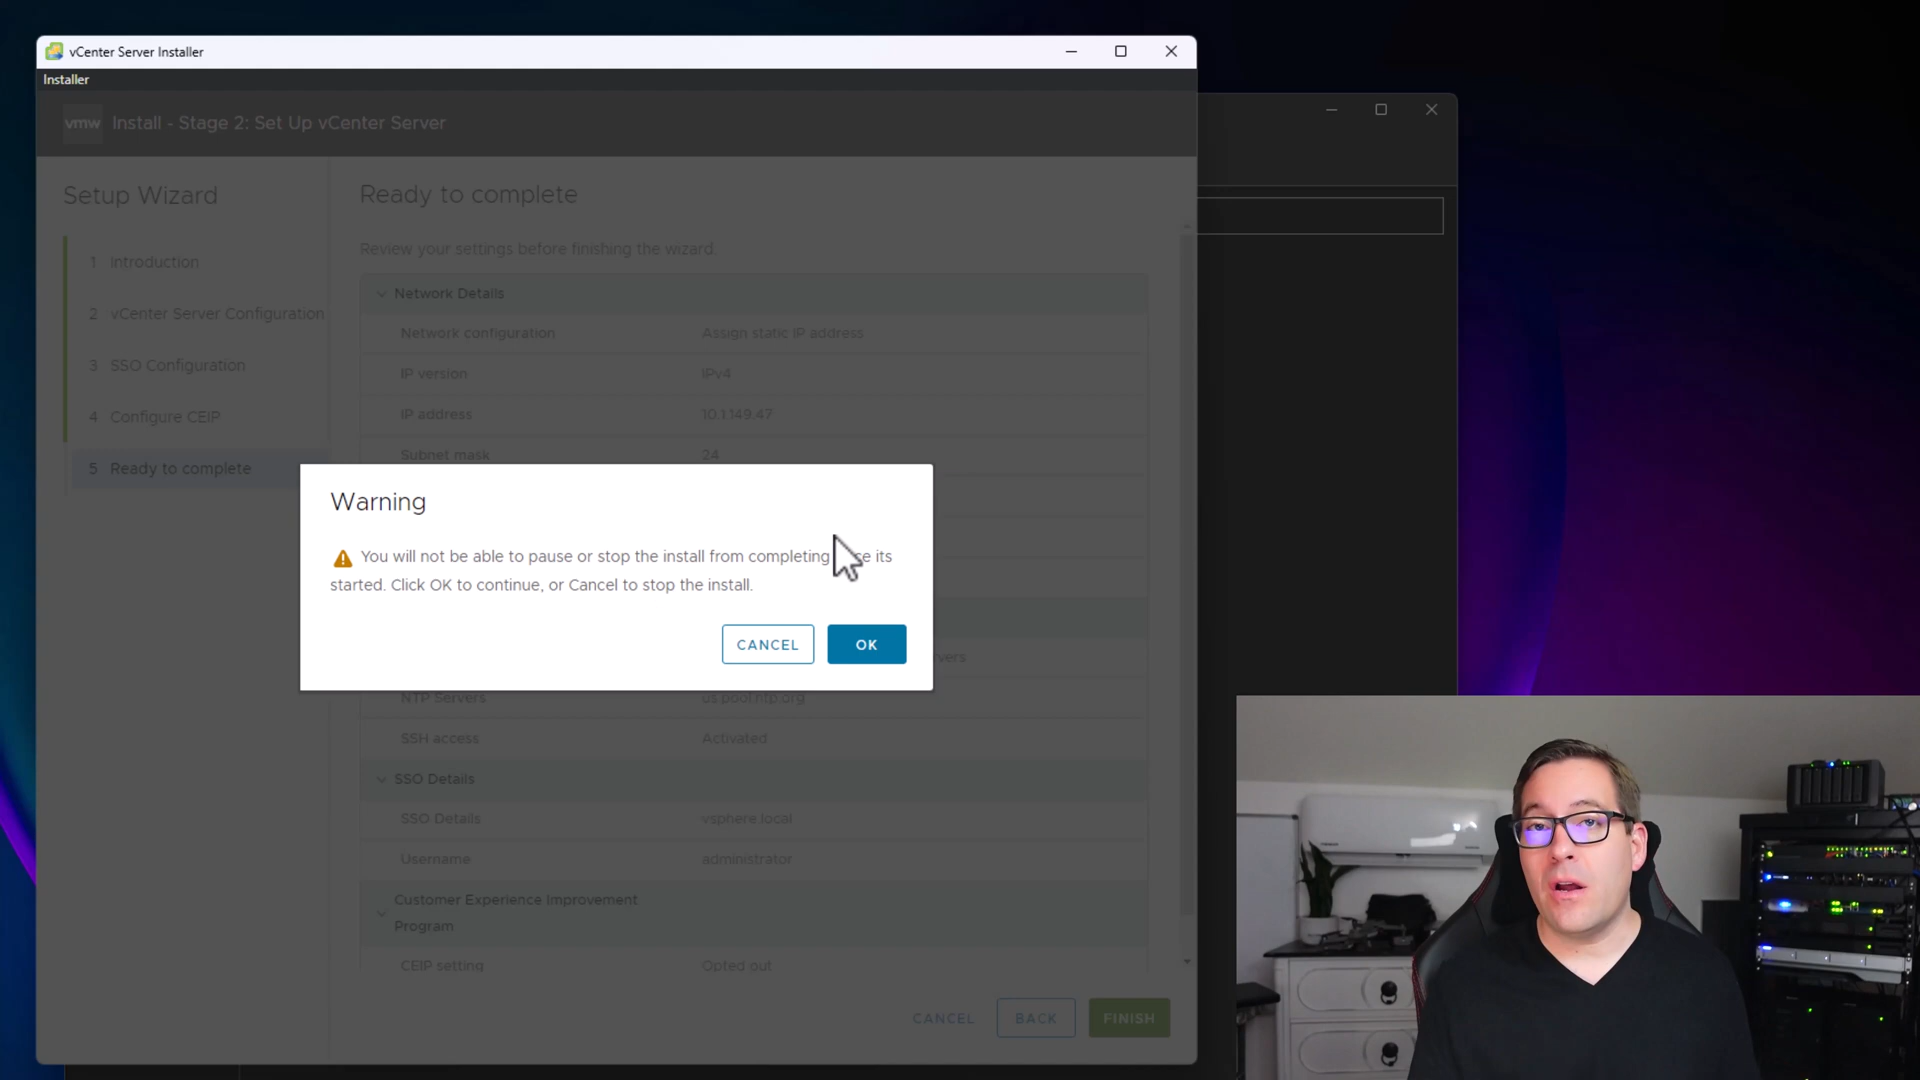 vCenter Server Installer
Installer
vmw Install - Stage 2: Set Up vCenter Server
Setup Wizard
1 Introduction
2 vCenter Server Configuration
3 SSO Configuration
4 Configure CEIP
5 Ready to complete
Ready to complete
Review your settings before finishing the wizard.
Network Details
Network configuration Assign static IP address
IP version IPv4
IP address 10.1.149.47
Subnet mask 24
Warning
You will not be able to pause or stop the install from completing its
started. Click OK to continue, or Cancel to stop the install.
CANCEL OK
NTP Servers us.pool.ntp.org
SSH access Activated
SSO Details
SSO Details vsphere.local
Username administrator
Customer Experience Improvement
Program
CEIP setting Opted out
CANCEL BACK FINISH